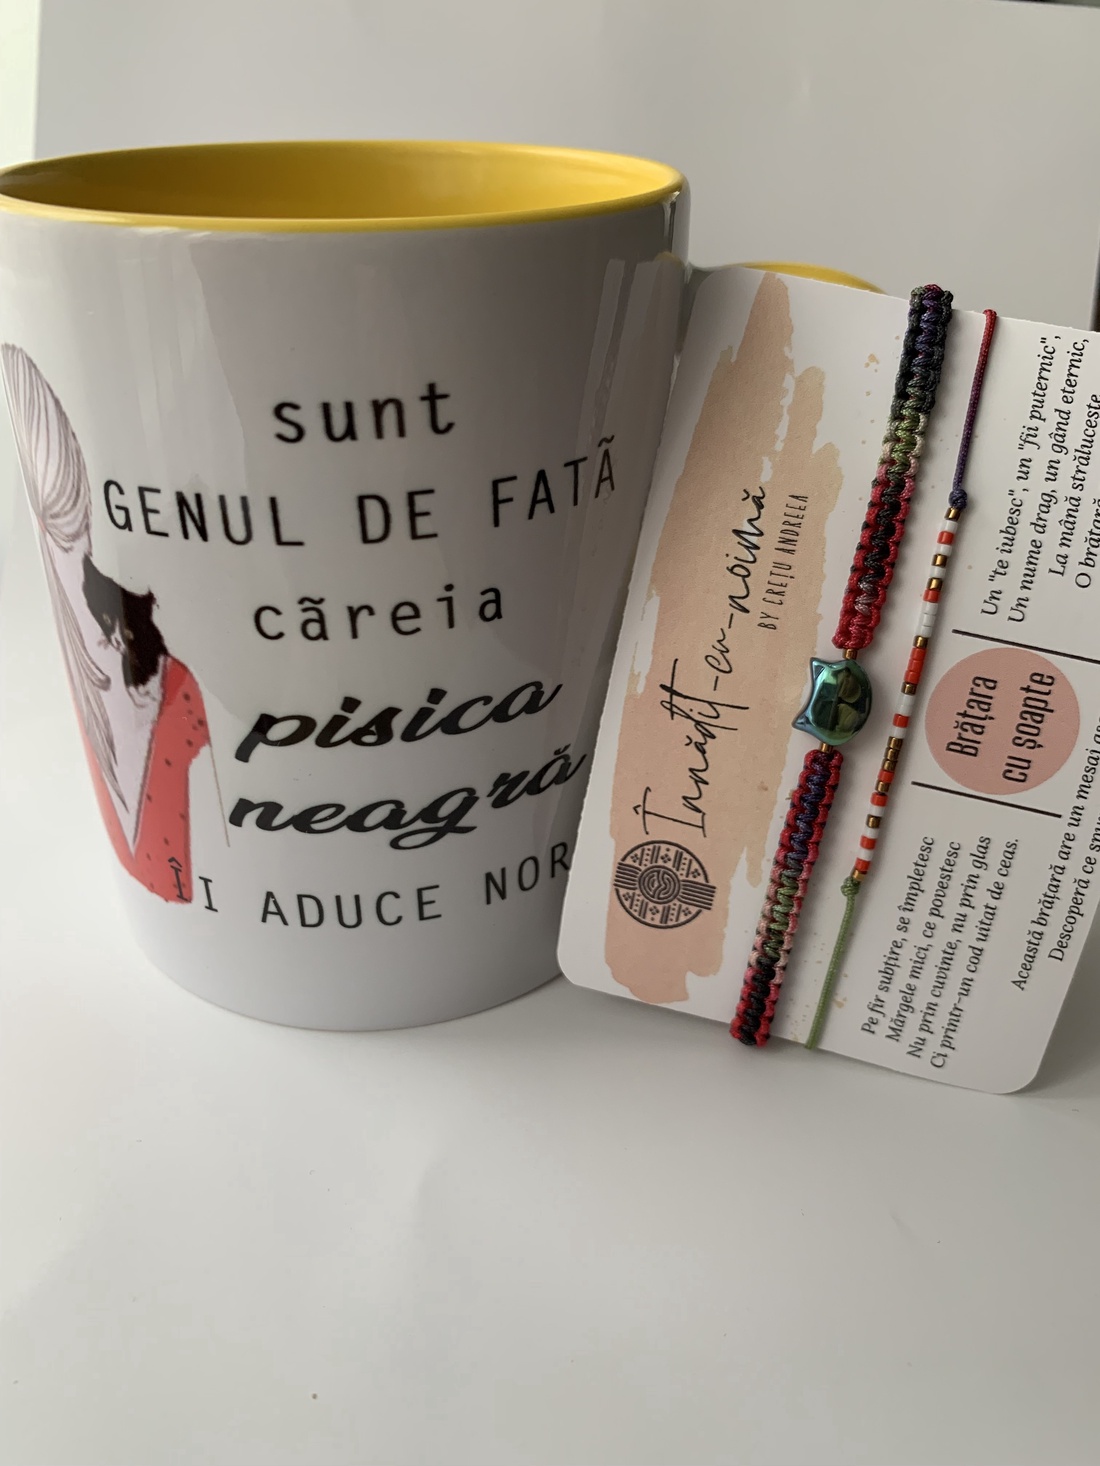 sunt
GENUL DE FATÃ
cãreia
pisica
neagră
ÎI ADUCE NOR
Înnădit-cu-noimă
BY CREȚU ANDREEA
Pe fir subțire, se împletesc
Mărgele mici, ce povestesc
Nu prin cuvinte, nu prin glas
Ci printr-un cod uitat de ceas.
Brățara
cu șoapte
Un "te iubesc", un "fii puternic",
Un nume drag, un gând eternic,
La mână strălucește
O brățară
Această brățară are un mesaj
Descoperă ce